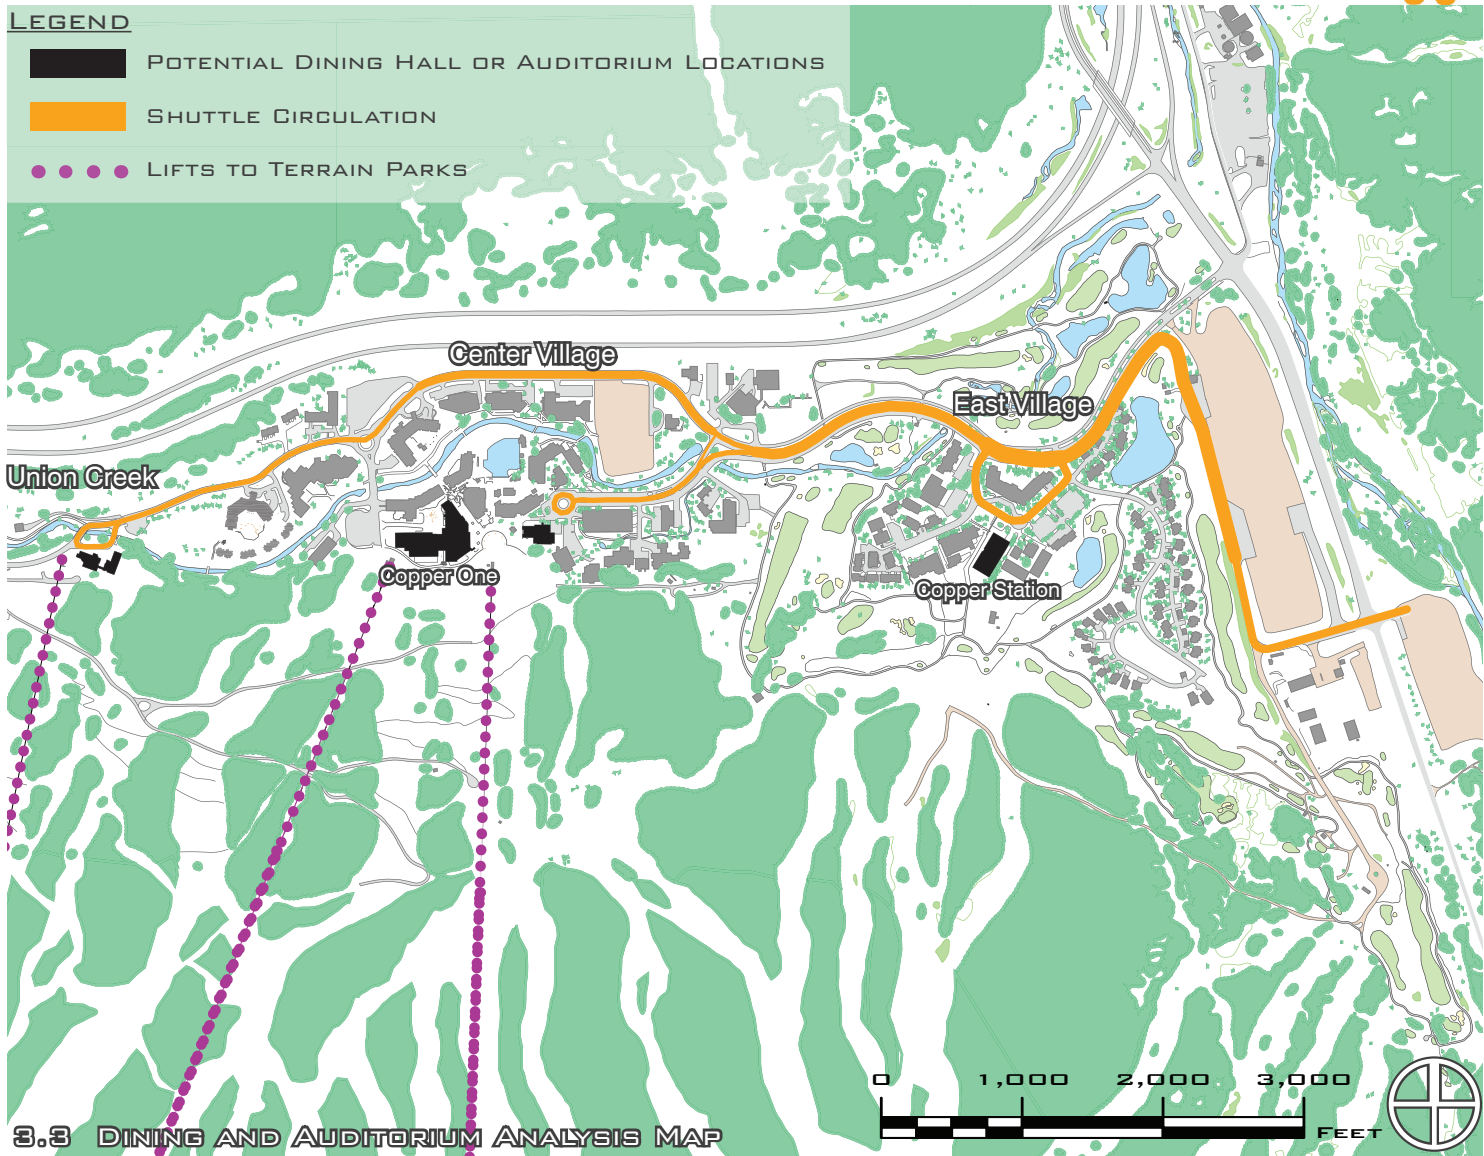 LEGEND
POTENTIAL DINING HALL OR AUDITORIUM LOCATIONS
SHUTTLE CIRCULATION
LIFTS TO TERRAIN PARKS
Center Village
East Village
Union Creek
Copper One
Copper Station
0 1,000 2,000 3,000
FEET
3.3 DINING AND AUDITORIUM ANALYSIS MAP